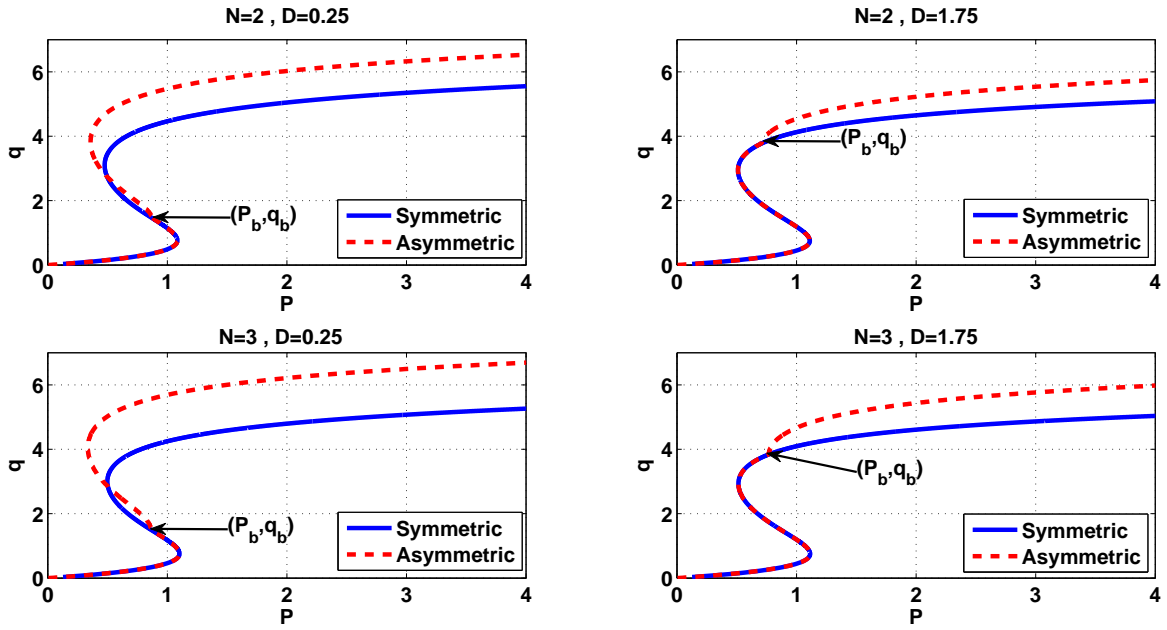 N=2 , D=0.25
q
6
4
2
0
(P_b,q_b)
Symmetric
Asymmetric
0 1 2 3 4
P
N=2 , D=1.75
q
6
4
2
0
(P_b,q_b)
Symmetric
Asymmetric
0 1 2 3 4
P
N=3 , D=0.25
q
6
4
2
0
(P_b,q_b)
Symmetric
Asymmetric
0 1 2 3 4
P
N=3 , D=1.75
q
6
4
2
0
(P_b,q_b)
Symmetric
Asymmetric
0 1 2 3 4
P